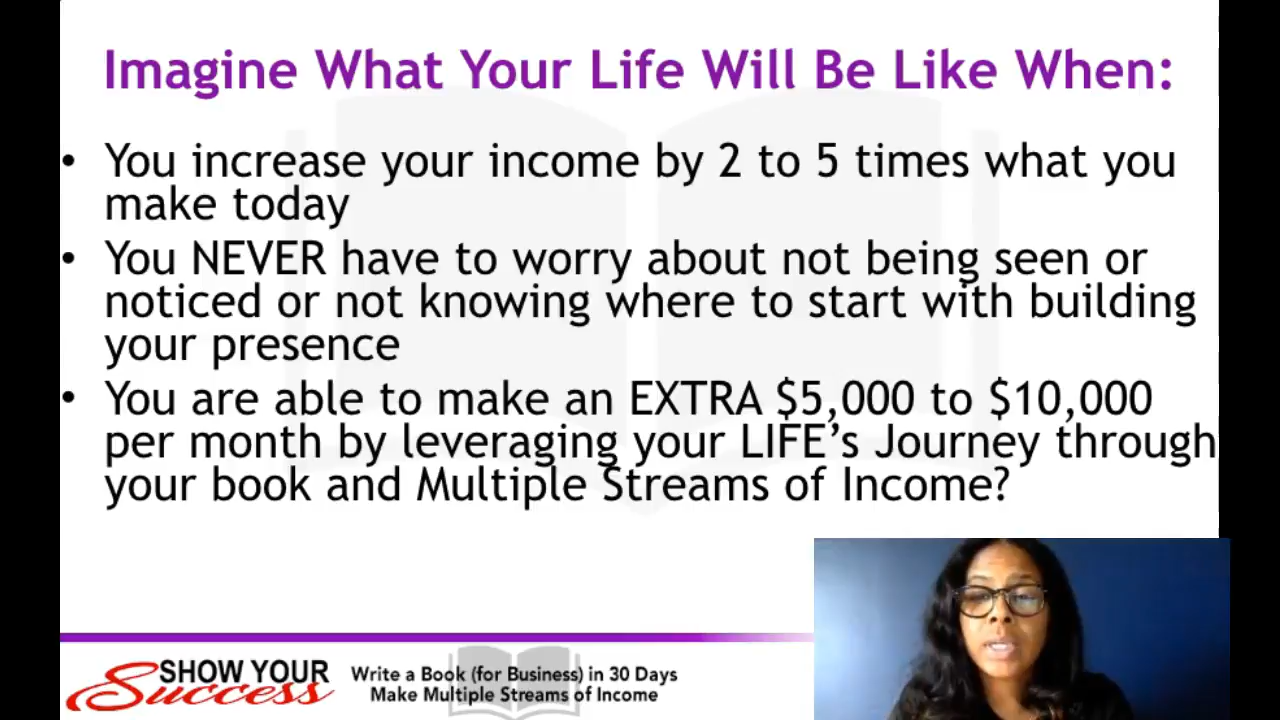 Imagine What Your Life Will Be Like When:
• You increase your income by 2 to 5 times what you
make today
• You NEVER have to worry about not being seen or
noticed or not knowing where to start with building
your presence
• You are able to make an EXTRA $5,000 to $10,000
per month by leveraging your LIFE’s Journey through
your book and Multiple Streams of Income?
SHOW YOUR
Success
Write a Book (for Business) in 30 Days
Make Multiple Streams of Income